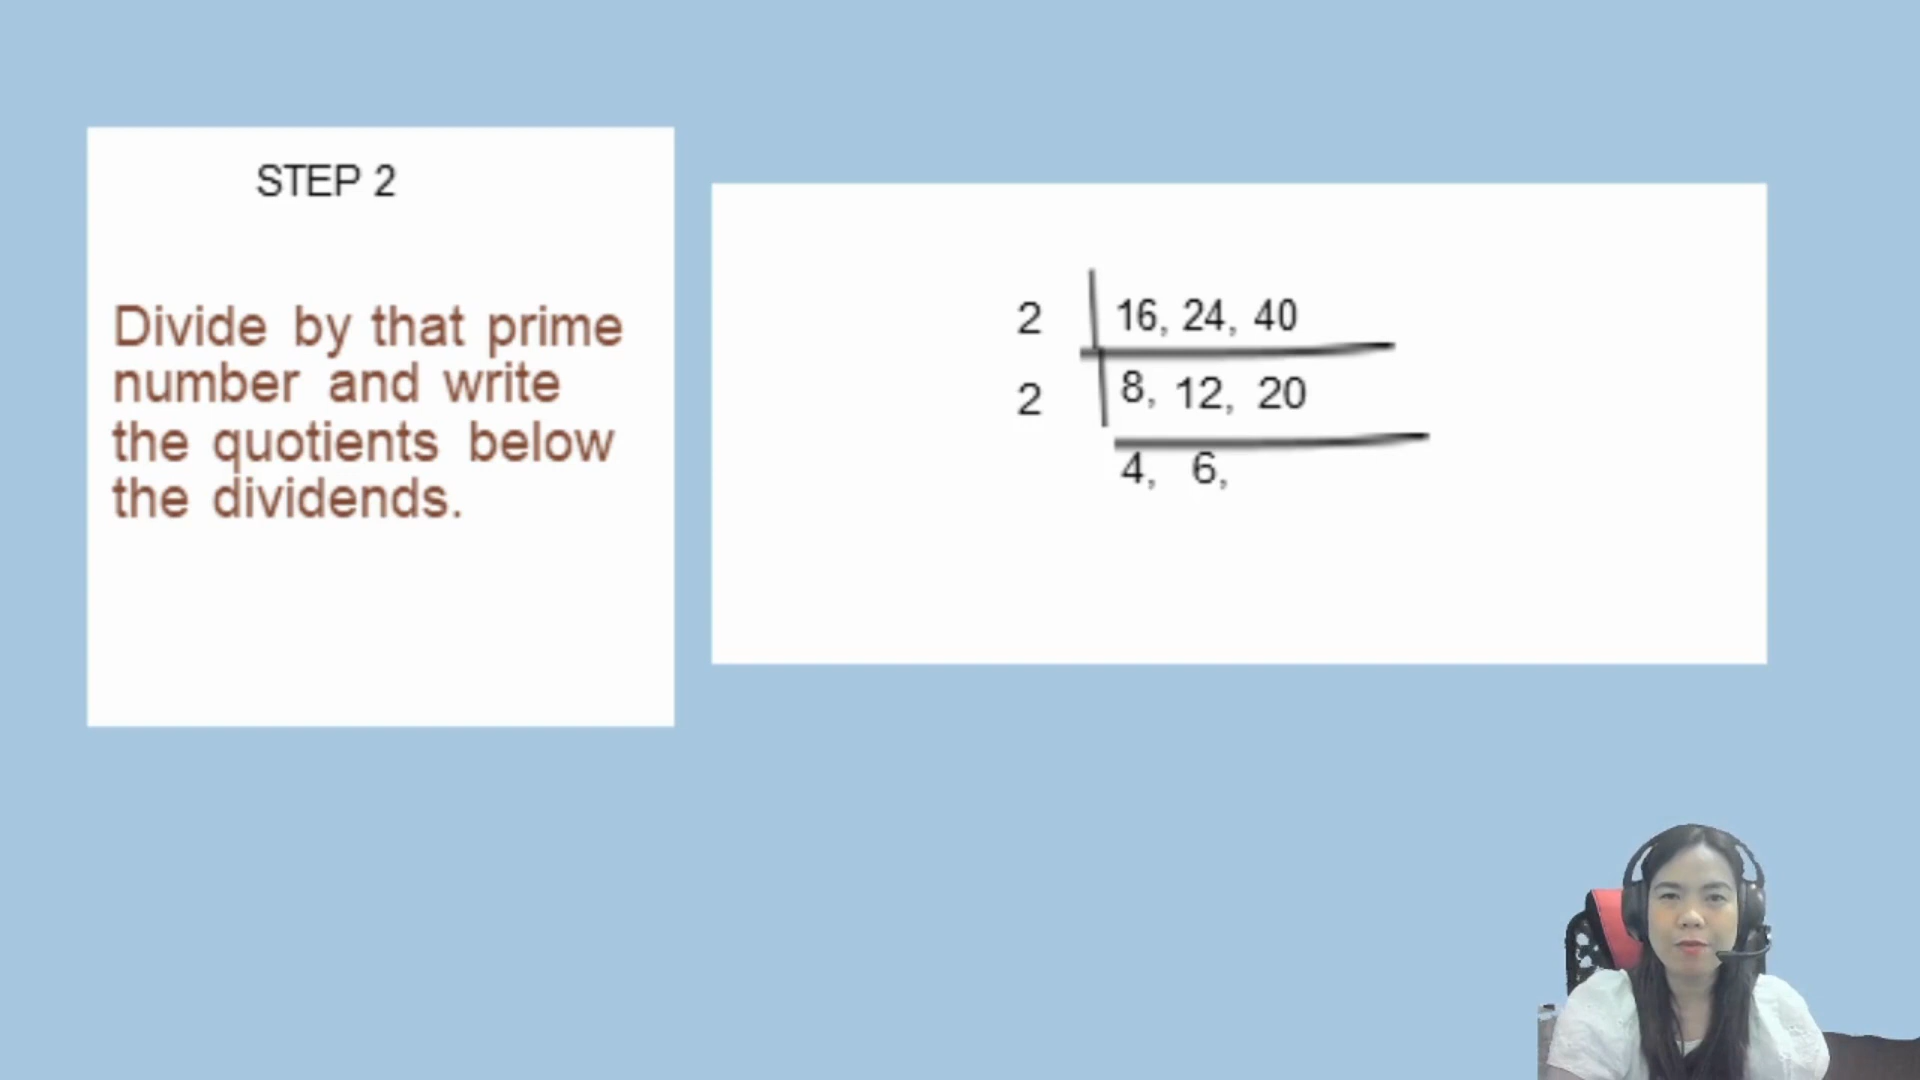 STEP 2
Divide by that prime
number and write
the quotients below
the dividends.
2 16, 24, 40
2 8, 12, 20
4, 6,